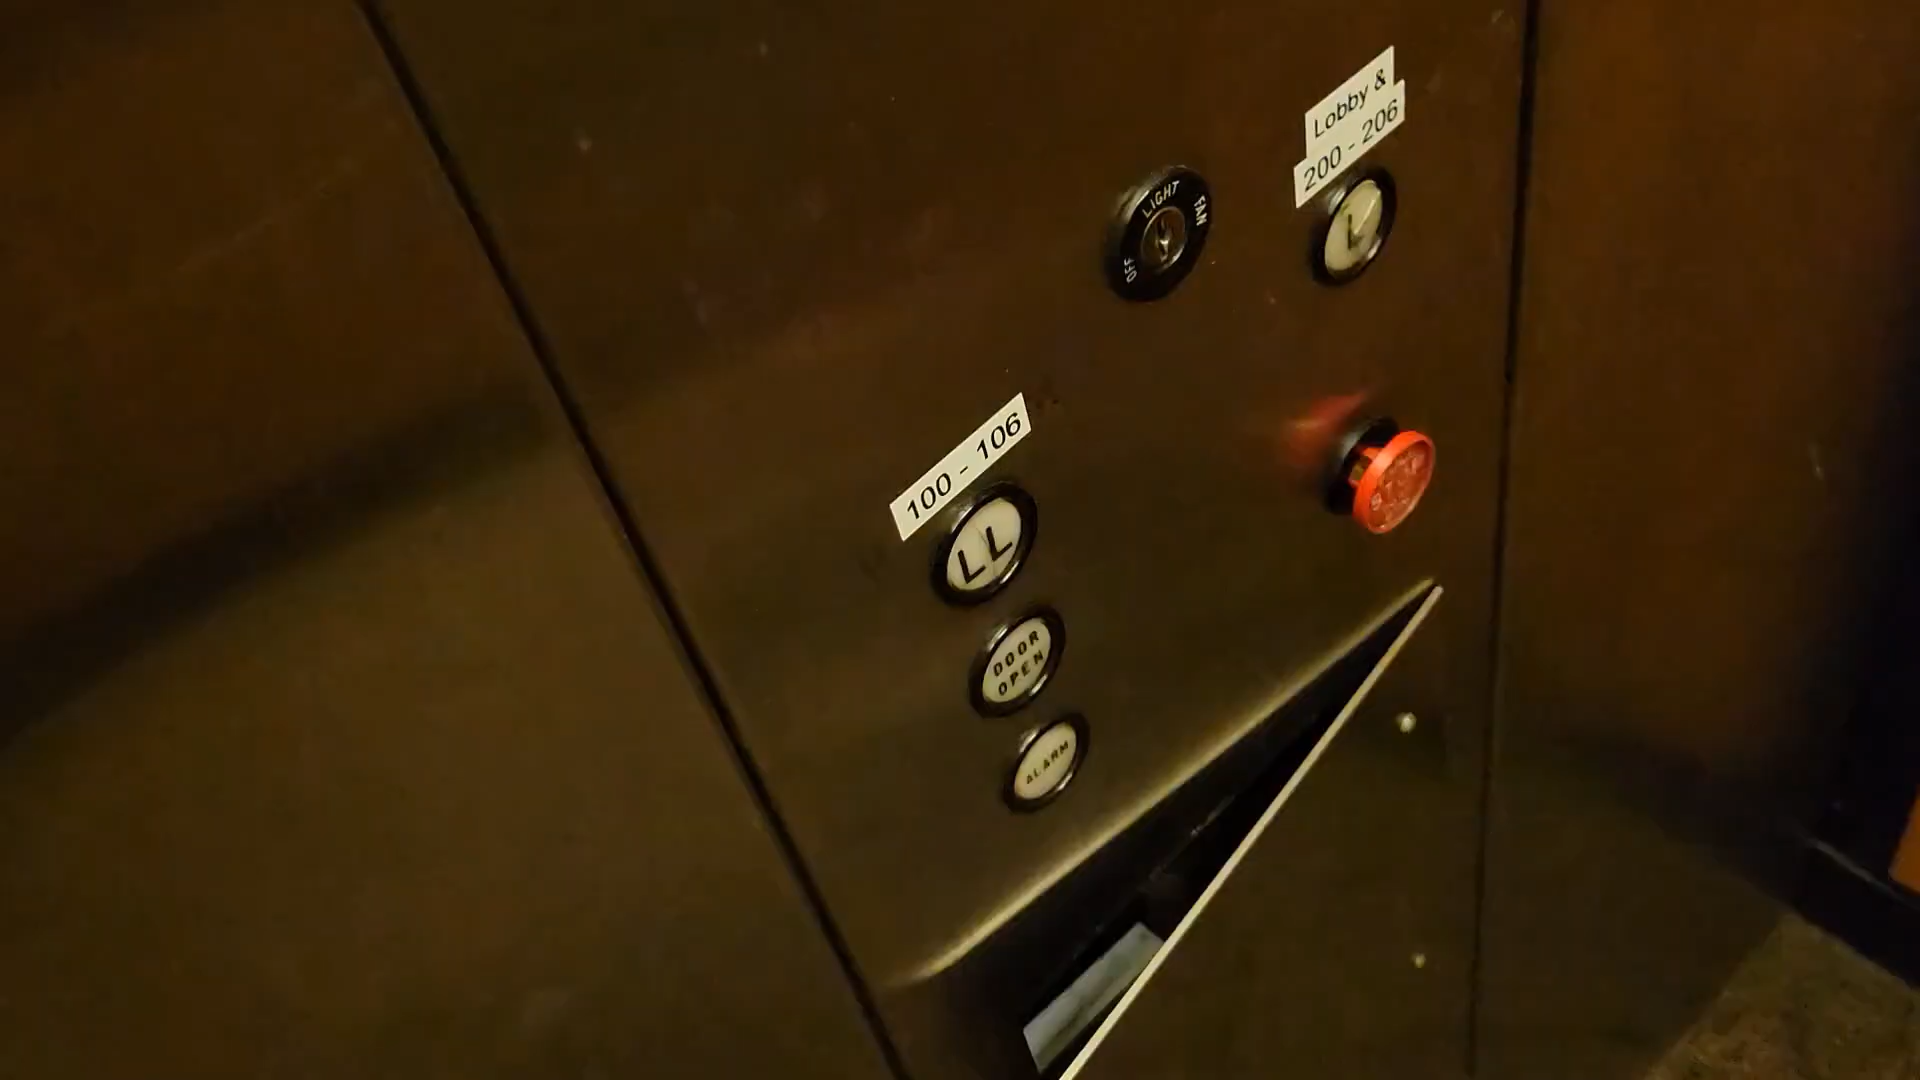 Lobby &
200 - 206
L
LIGHT
FAN
OFF
100 - 106
LL
DOOR
OPEN
ALARM